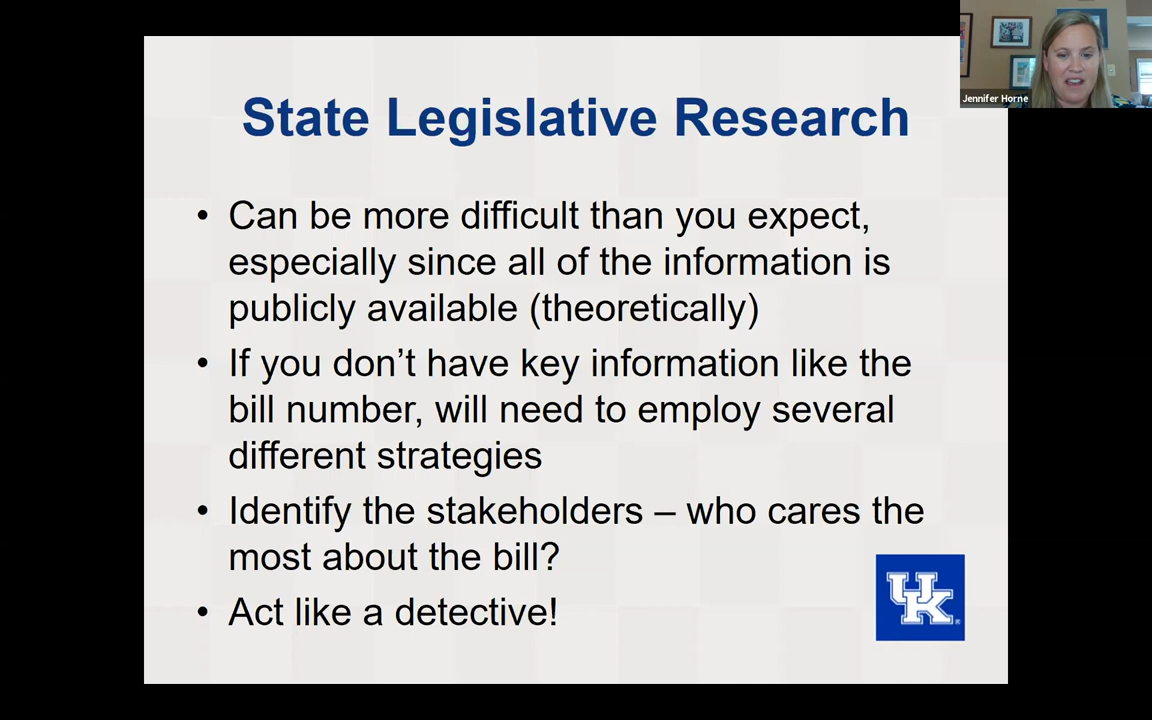 Jennifer Horne
State Legislative Research
• Can be more difficult than you expect,
especially since all of the information is
publicly available (theoretically)
• If you don’t have key information like the
bill number, will need to employ several
different strategies
• Identify the stakeholders – who cares the
most about the bill?
• Act like a detective!
UK